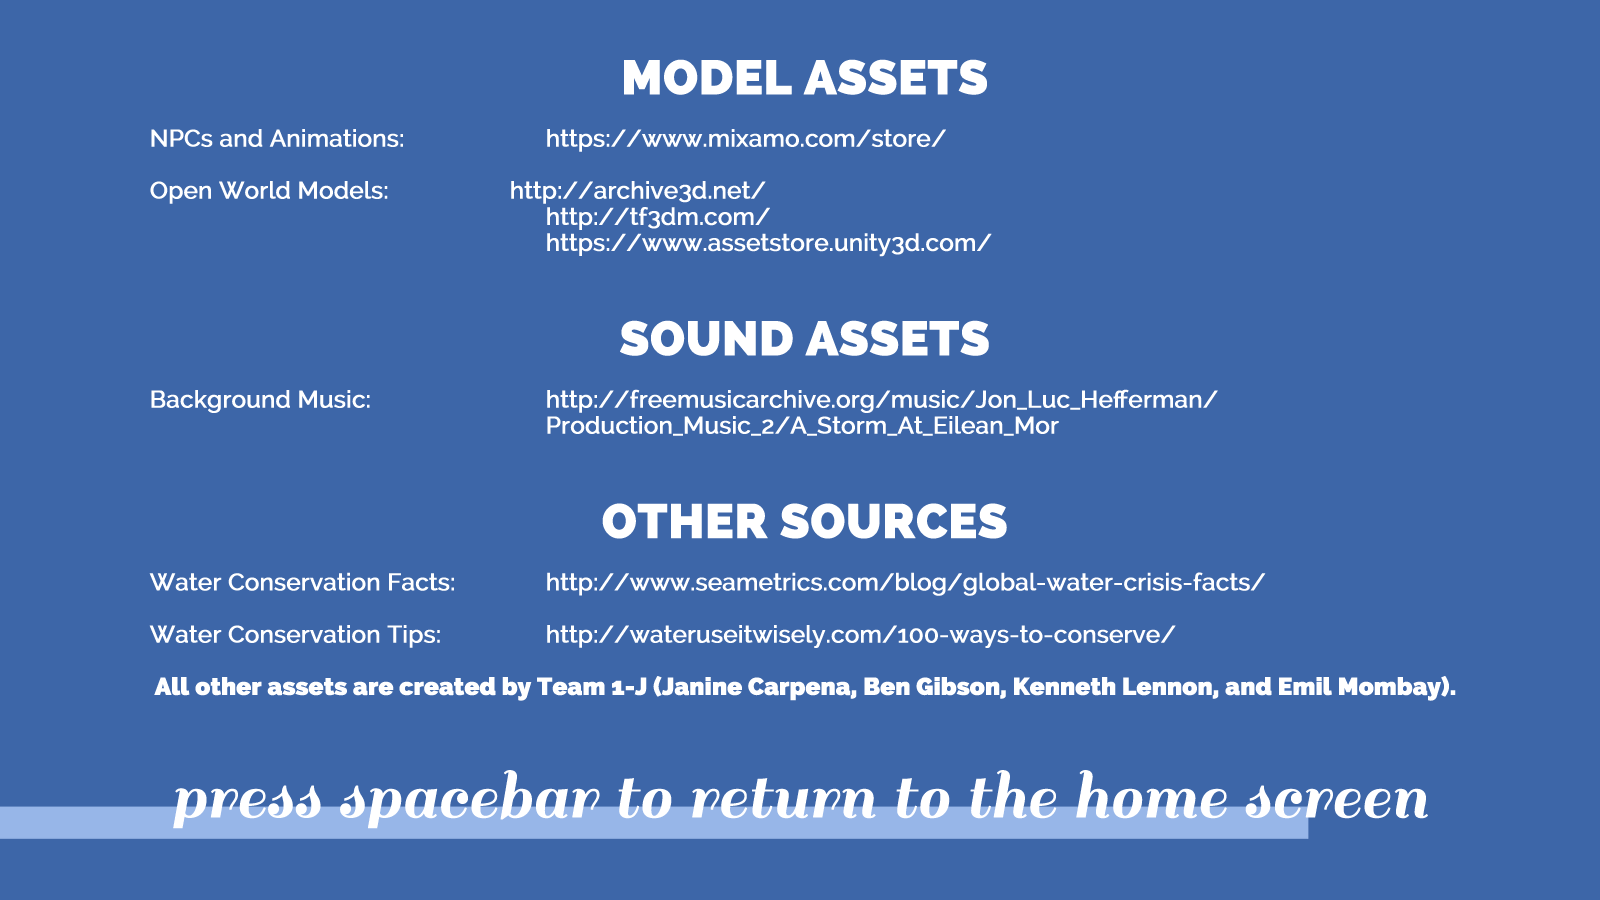 MODEL ASSETS
NPCs and Animations: https://www.mixamo.com/store/
Open World Models: http://archive3d.net/
http://tf3dm.com/
https://www.assetstore.unity3d.com/
SOUND ASSETS
Background Music: http://freemusicarchive.org/music/Jon_Luc_Hefferman/
Production_Music_2/A_Storm_At_Eilean_Mor
OTHER SOURCES
Water Conservation Facts: http://www.seametrics.com/blog/global-water-crisis-facts/
Water Conservation Tips: http://wateruseitwisely.com/100-ways-to-conserve/
All other assets are created by Team 1-J (Janine Carpena, Ben Gibson, Kenneth Lennon, and Emil Mombay).
press spacebar to return to the home screen